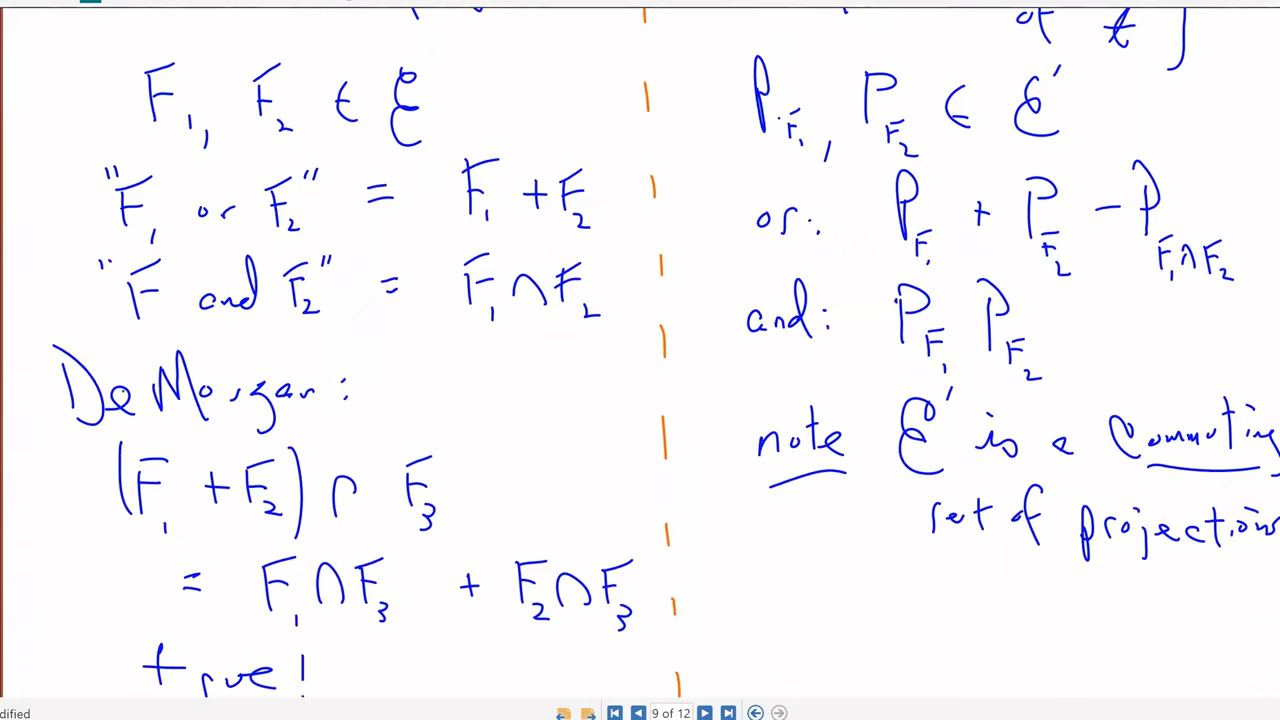 F₁, F₂ ∈ ℰ
"F₁ or F₂" = F₁ + F₂
"F and F₂" = F₁ ∩ F₂
De Morgan:
(F₁ + F₂) ∩ F₃
= F₁ ∩ F₃ + F₂ ∩ F₃
true!
of t }
P_F₁, P_F₂ ∈ ℰ'
or: P_F₁ + P_F₂ - P_F₁∩F₂
and: P_F₁ P_F₂
note ℰ' is a commuting
set of projections
dified
9 of 12